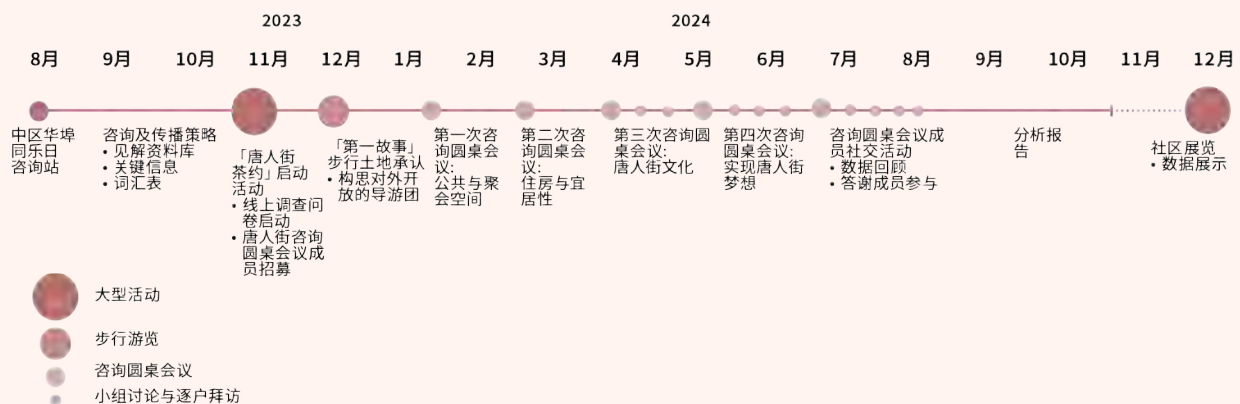 2023
2024
8月 9月 10月 11月 12月 1月 2月 3月 4月 5月 6月 7月 8月 9月 10月 11月 12月
中区华埠
同乐日
咨询站
咨询及传播策略
• 见解资料库
• 关键信息
• 词汇表
「唐人街
茶约」启动
活动
• 线上调查问
卷启动
• 唐人街咨询
圆桌会议成
员招募
「第一故事」
步行土地承认
• 构思对外开
放的导游团
第一次咨
询圆桌会
议:
公共与聚
会空间
第二次咨
询圆桌会
议:
住房与宜
居性
第三次咨询圆
桌会议:
唐人街文化
第四次咨询
圆桌会议:
实现唐人街
梦想
咨询圆桌会议成
员社交活动
• 数据回顾
• 答谢成员参与
分析报
告
社区展览
• 数据展示
大型活动
步行游览
咨询圆桌会议
小组讨论与逐户拜访